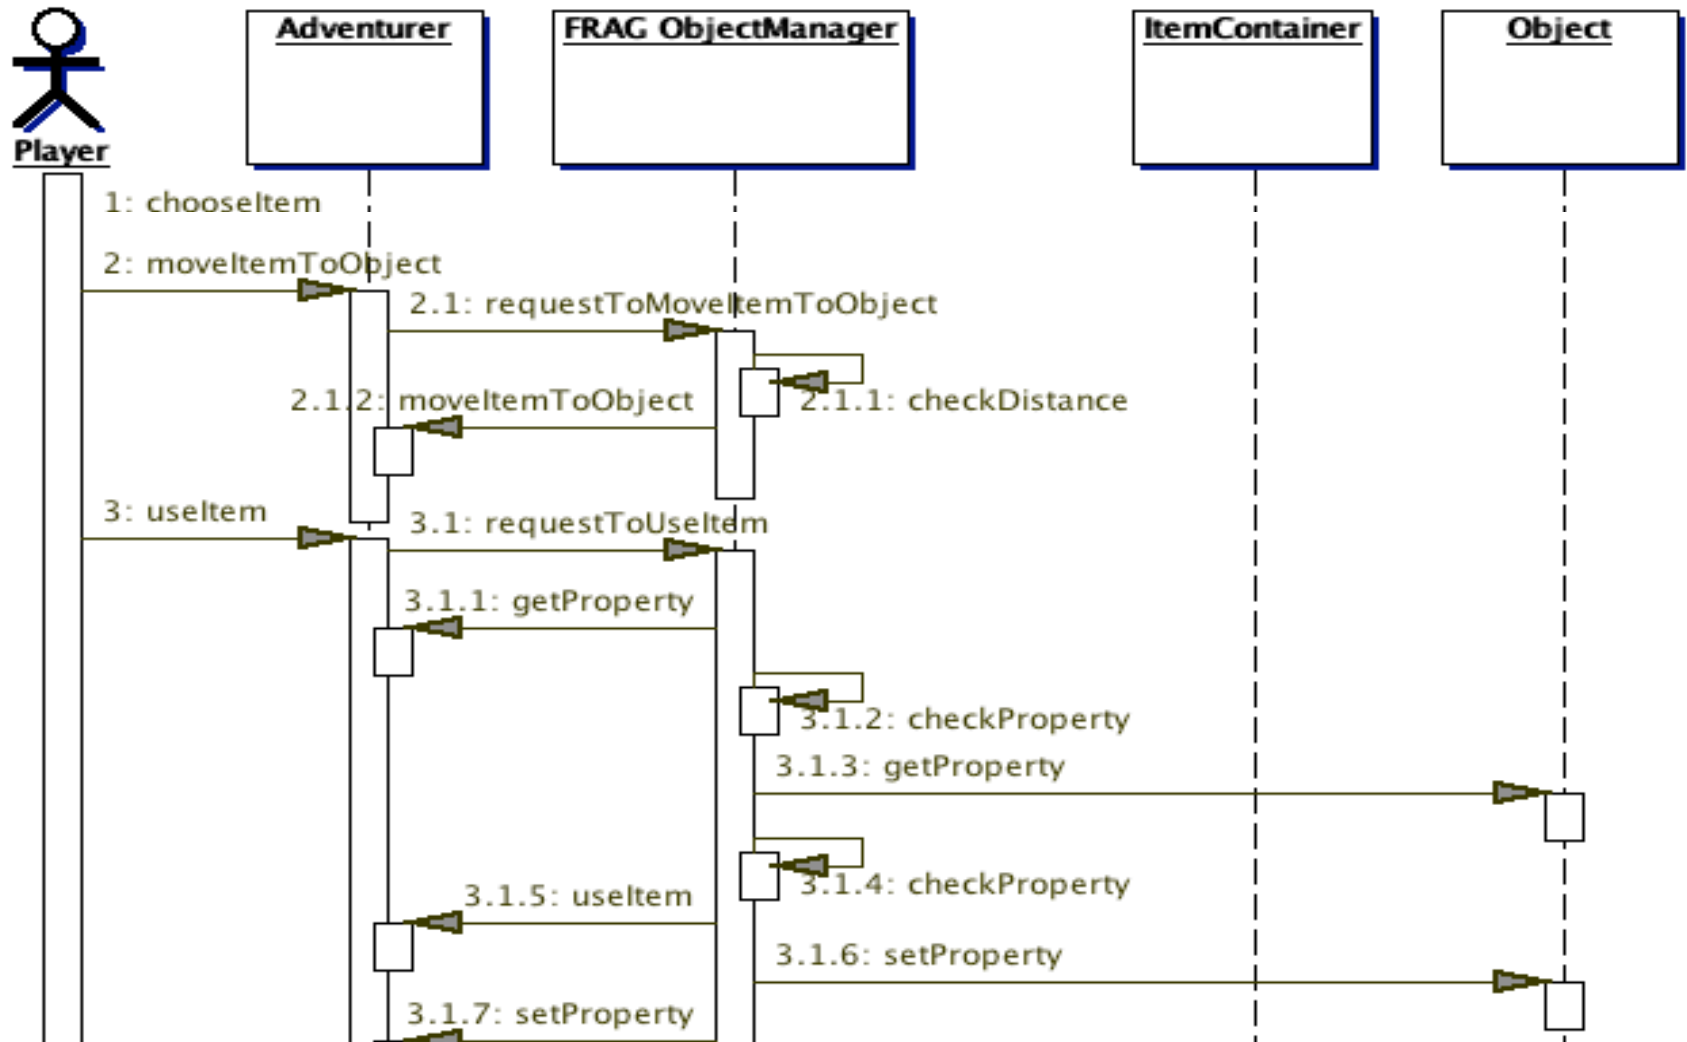 Adventurer
FRAG ObjectManager
ItemContainer
Object
Player
1: chooseItem
2: moveItemToObject
2.1: requestToMoveItemToObject
2.1.2: moveItemToObject
2.1.1: checkDistance
3: useItem
3.1: requestToUseItem
3.1.1: getProperty
3.1.2: checkProperty
3.1.3: getProperty
3.1.4: checkProperty
3.1.5: useItem
3.1.6: setProperty
3.1.7: setProperty